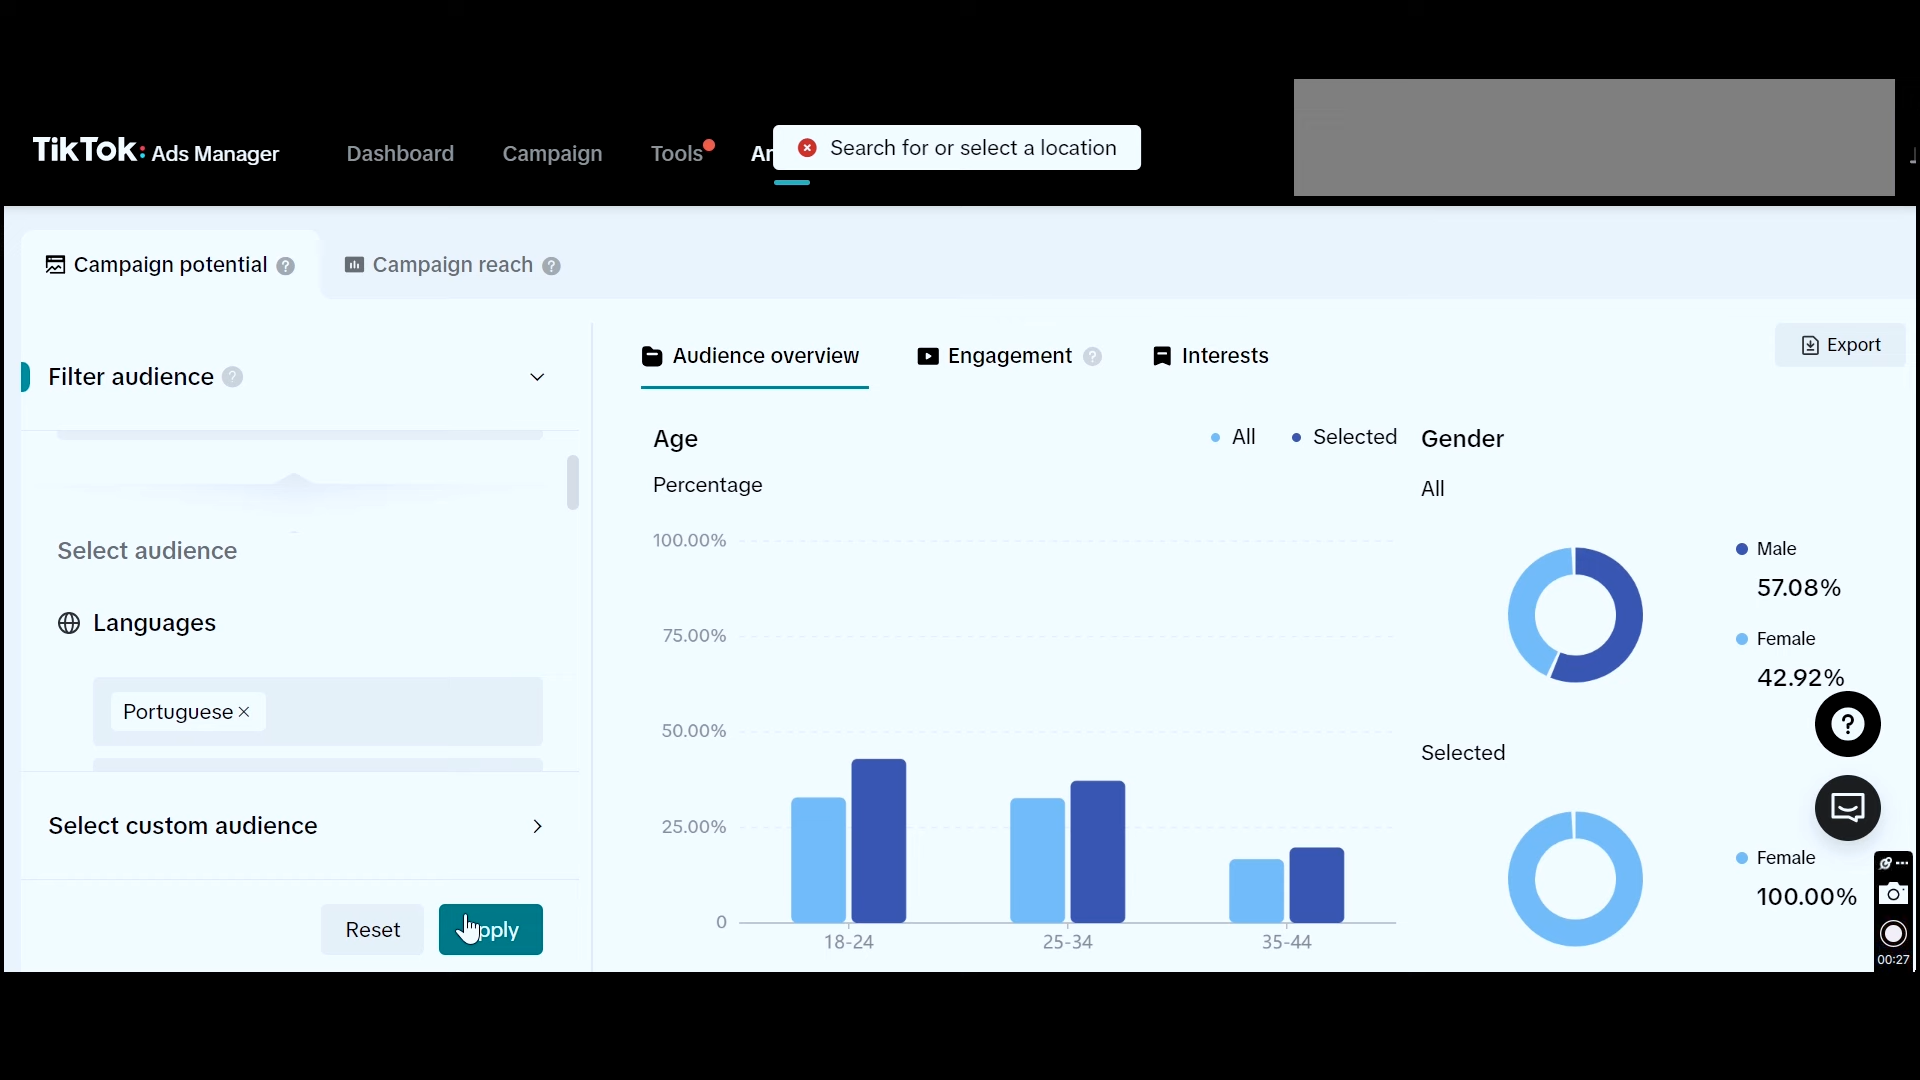 TikTok: Ads Manager
Dashboard
Campaign
Tools
Search for or select a location
Campaign potential ?
Campaign reach ?
Filter audience ?
Audience overview
Engagement ?
Interests
Export
Select audience
Languages
Portuguese ×
Select custom audience
Reset
Age
All
Selected
Percentage
100.00%
75.00%
50.00%
25.00%
0
18-24
25-34
35-44
Gender
All
Male
57.08%
Female
42.92%
?
Selected
Female
100.00%
00:27